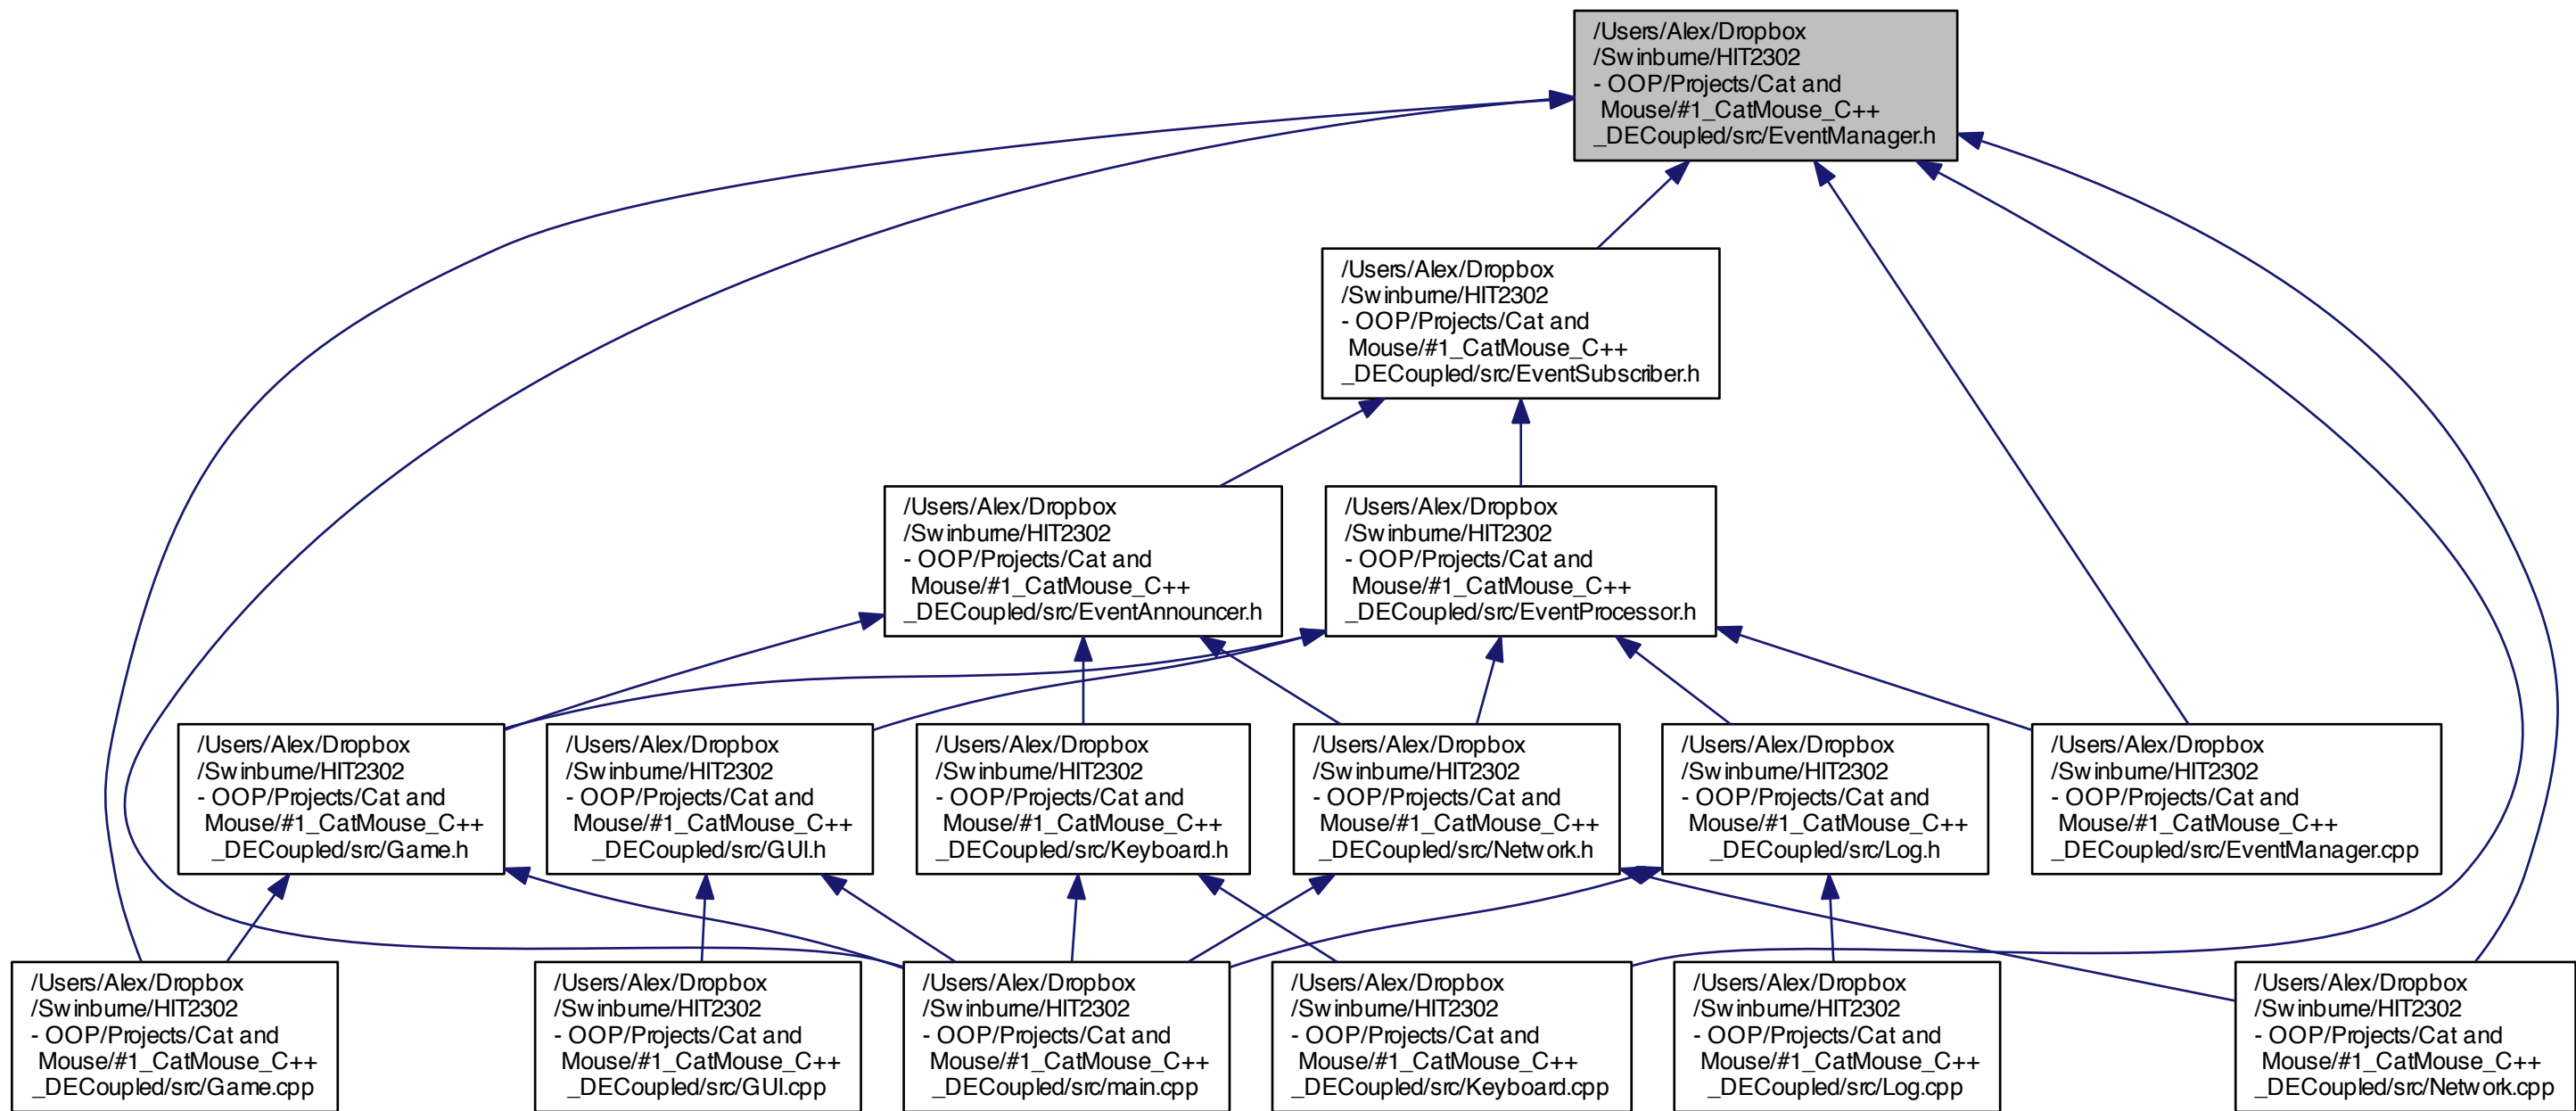 /Users/Alex/Dropbox
/Swinburne/HIT2302
- OOP/Projects/Cat and
Mouse/#1_CatMouse_C++
_DECoupled/src/EventManager.h
/Users/Alex/Dropbox
/Swinburne/HIT2302
- OOP/Projects/Cat and
Mouse/#1_CatMouse_C++
_DECoupled/src/EventSubscriber.h
/Users/Alex/Dropbox
/Swinburne/HIT2302
- OOP/Projects/Cat and
Mouse/#1_CatMouse_C++
_DECoupled/src/EventAnnouncer.h
/Users/Alex/Dropbox
/Swinburne/HIT2302
- OOP/Projects/Cat and
Mouse/#1_CatMouse_C++
_DECoupled/src/EventProcessor.h
/Users/Alex/Dropbox
/Swinburne/HIT2302
- OOP/Projects/Cat and
Mouse/#1_CatMouse_C++
_DECoupled/src/Game.h
/Users/Alex/Dropbox
/Swinburne/HIT2302
- OOP/Projects/Cat and
Mouse/#1_CatMouse_C++
_DECoupled/src/GUI.h
/Users/Alex/Dropbox
/Swinburne/HIT2302
- OOP/Projects/Cat and
Mouse/#1_CatMouse_C++
_DECoupled/src/Keyboard.h
/Users/Alex/Dropbox
/Swinburne/HIT2302
- OOP/Projects/Cat and
Mouse/#1_CatMouse_C++
_DECoupled/src/Network.h
/Users/Alex/Dropbox
/Swinburne/HIT2302
- OOP/Projects/Cat and
Mouse/#1_CatMouse_C++
_DECoupled/src/Log.h
/Users/Alex/Dropbox
/Swinburne/HIT2302
- OOP/Projects/Cat and
Mouse/#1_CatMouse_C++
_DECoupled/src/EventManager.cpp
/Users/Alex/Dropbox
/Swinburne/HIT2302
- OOP/Projects/Cat and
Mouse/#1_CatMouse_C++
_DECoupled/src/Game.cpp
/Users/Alex/Dropbox
/Swinburne/HIT2302
- OOP/Projects/Cat and
Mouse/#1_CatMouse_C++
_DECoupled/src/GUI.cpp
/Users/Alex/Dropbox
/Swinburne/HIT2302
- OOP/Projects/Cat and
Mouse/#1_CatMouse_C++
_DECoupled/src/main.cpp
/Users/Alex/Dropbox
/Swinburne/HIT2302
- OOP/Projects/Cat and
Mouse/#1_CatMouse_C++
_DECoupled/src/Keyboard.cpp
/Users/Alex/Dropbox
/Swinburne/HIT2302
- OOP/Projects/Cat and
Mouse/#1_CatMouse_C++
_DECoupled/src/Log.cpp
/Users/Alex/Dropbox
/Swinburne/HIT2302
- OOP/Projects/Cat and
Mouse/#1_CatMouse_C++
_DECoupled/src/Network.cpp